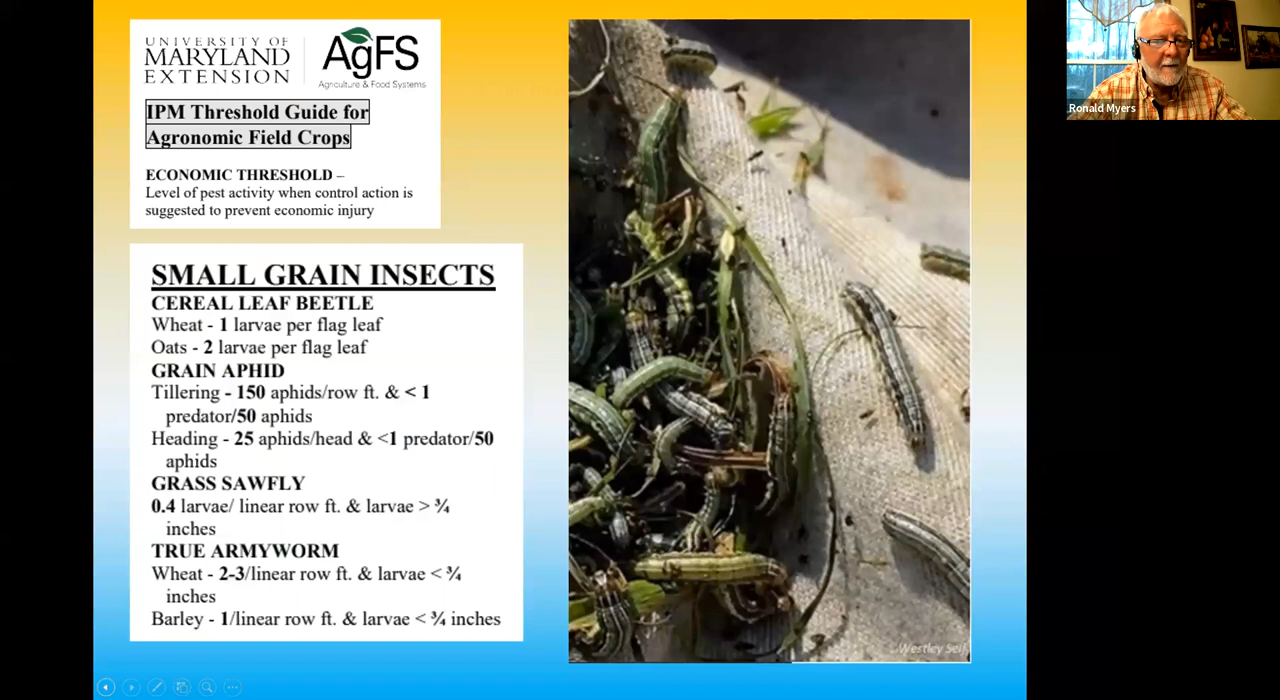 UNIVERSITY OF
MARYLAND
EXTENSION
AgFS
Agriculture & Food Systems
IPM Threshold Guide for
Agronomic Field Crops
ECONOMIC THRESHOLD –
Level of pest activity when control action is
suggested to prevent economic injury
SMALL GRAIN INSECTS
CEREAL LEAF BEETLE
Wheat - 1 larvae per flag leaf
Oats - 2 larvae per flag leaf
GRAIN APHID
Tillering - 150 aphids/row ft. & < 1
predator/50 aphids
Heading - 25 aphids/head & <1 predator/50
aphids
GRASS SAWFLY
0.4 larvae/ linear row ft. & larvae > ¾
inches
TRUE ARMYWORM
Wheat - 2-3/linear row ft. & larvae < ¾
inches
Barley - 1/linear row ft. & larvae < ¾ inches
Westley Self
Ronald Myers